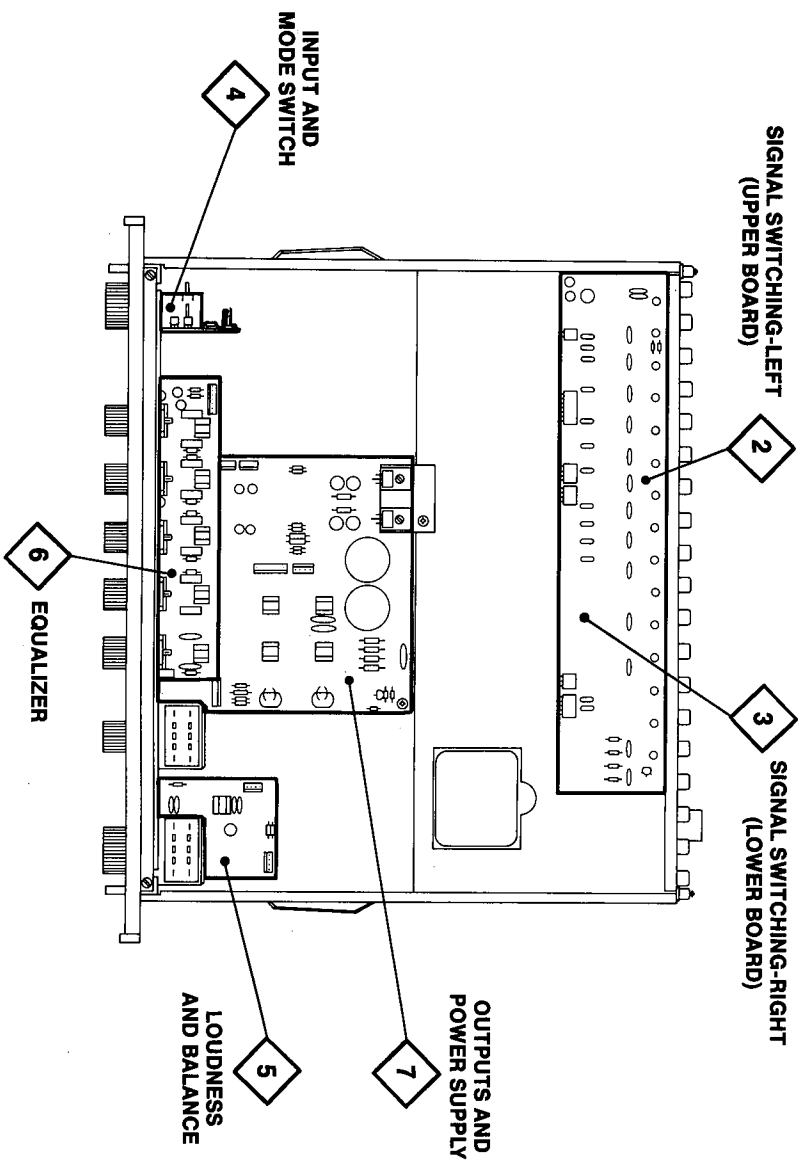 SIGNAL SWITCHING-LEFT
(UPPER BOARD)
2
3
SIGNAL SWITCHING-RIGHT
(LOWER BOARD)
INPUT AND
MODE SWITCH
4
6
EQUALIZER
7
OUTPUTS AND
POWER SUPPLY
5
LOUDNESS
AND BALANCE